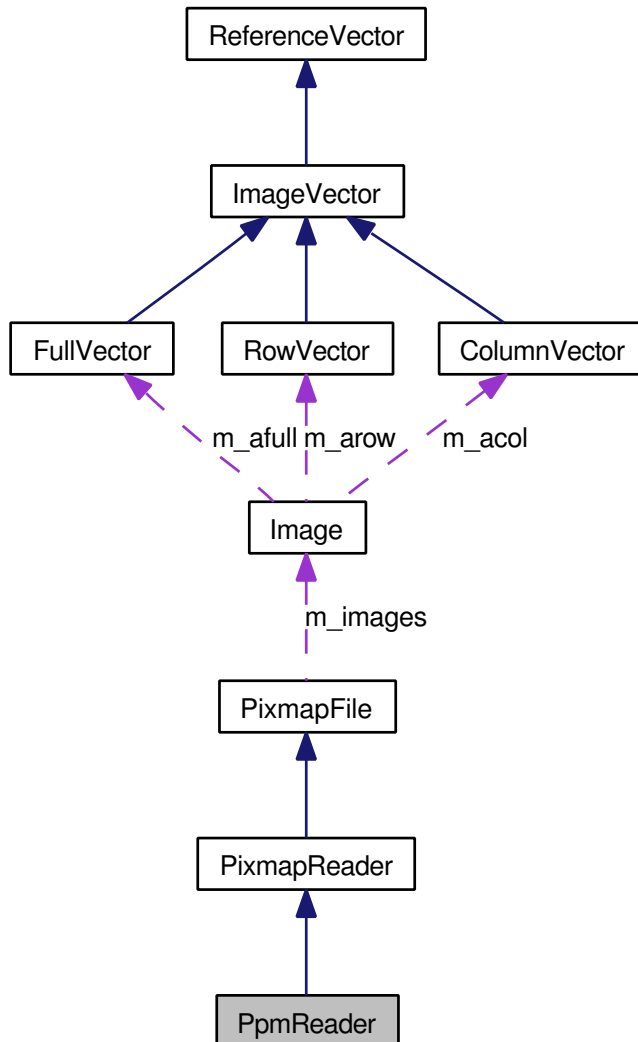 ReferenceVector
ImageVector
FullVector
RowVector
ColumnVector
m_afull
m_arow
m_acol
Image
m_images
PixmapFile
PixmapReader
PpmReader